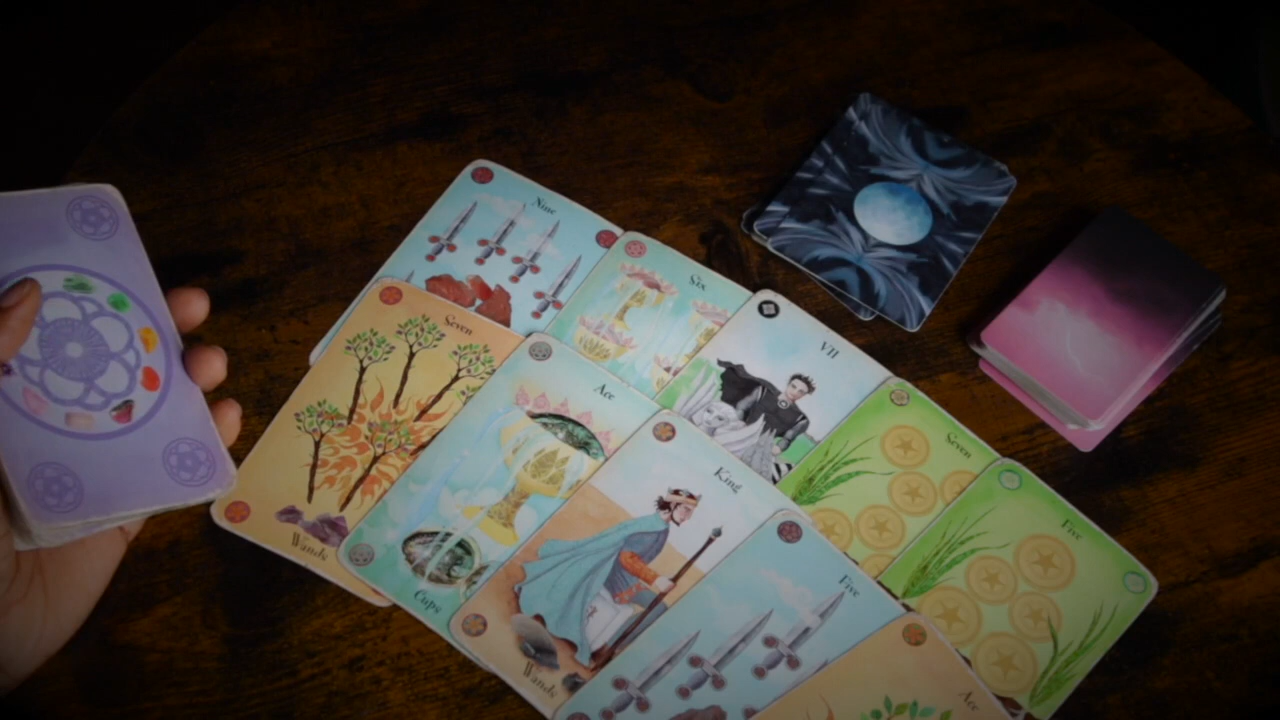 Nine
Six
VII
Seven
Five
Seven
Wands
Ace
Cups
King
Wands
Five
Ace